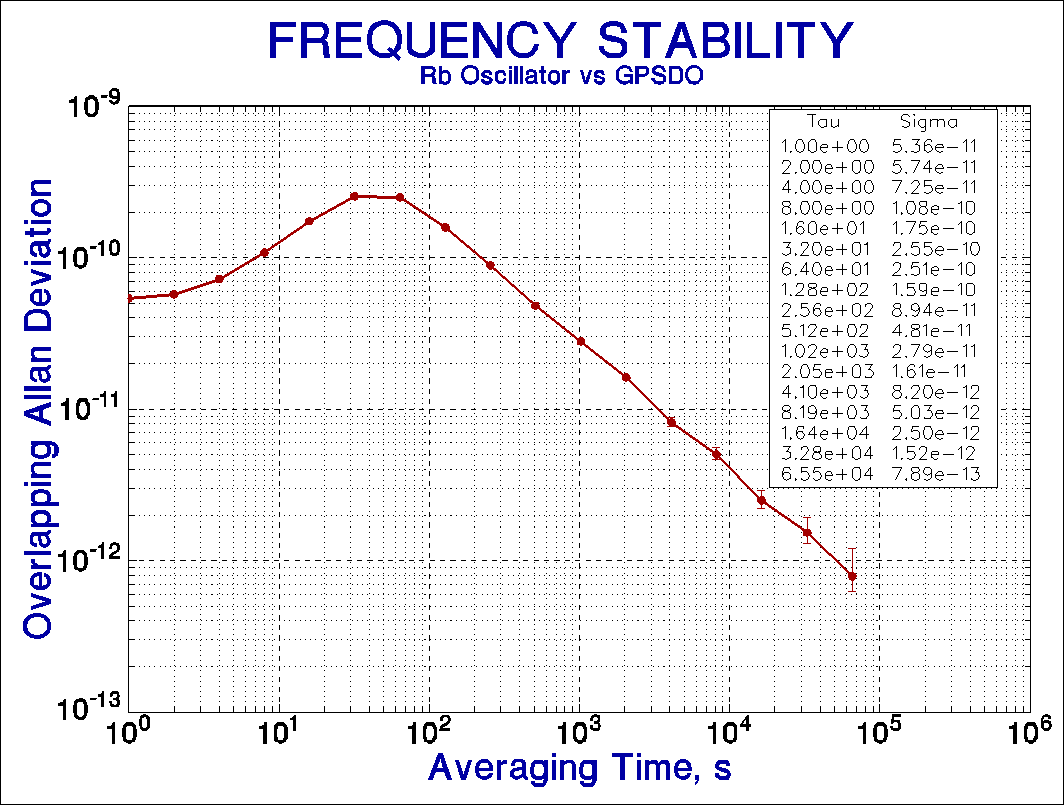 FREQUENCY STABILITY
Rb Oscillator vs GPSDO
Overlapping Allan Deviation
10-9
10-10
10-11
10-12
10-13
Tau Sigma
1.00e+00 5.36e-11
2.00e+00 5.74e-11
4.00e+00 7.25e-11
8.00e+00 1.08e-10
1.60e+01 1.75e-10
3.20e+01 2.55e-10
6.40e+01 2.51e-10
1.28e+02 1.59e-10
2.56e+02 8.94e-11
5.12e+02 4.81e-11
1.02e+03 2.79e-11
2.05e+03 1.61e-11
4.10e+03 8.20e-12
8.19e+03 5.03e-12
1.64e+04 2.50e-12
3.28e+04 1.52e-12
6.55e+04 7.89e-13
100 101 102 103 104 105 106
Averaging Time, s